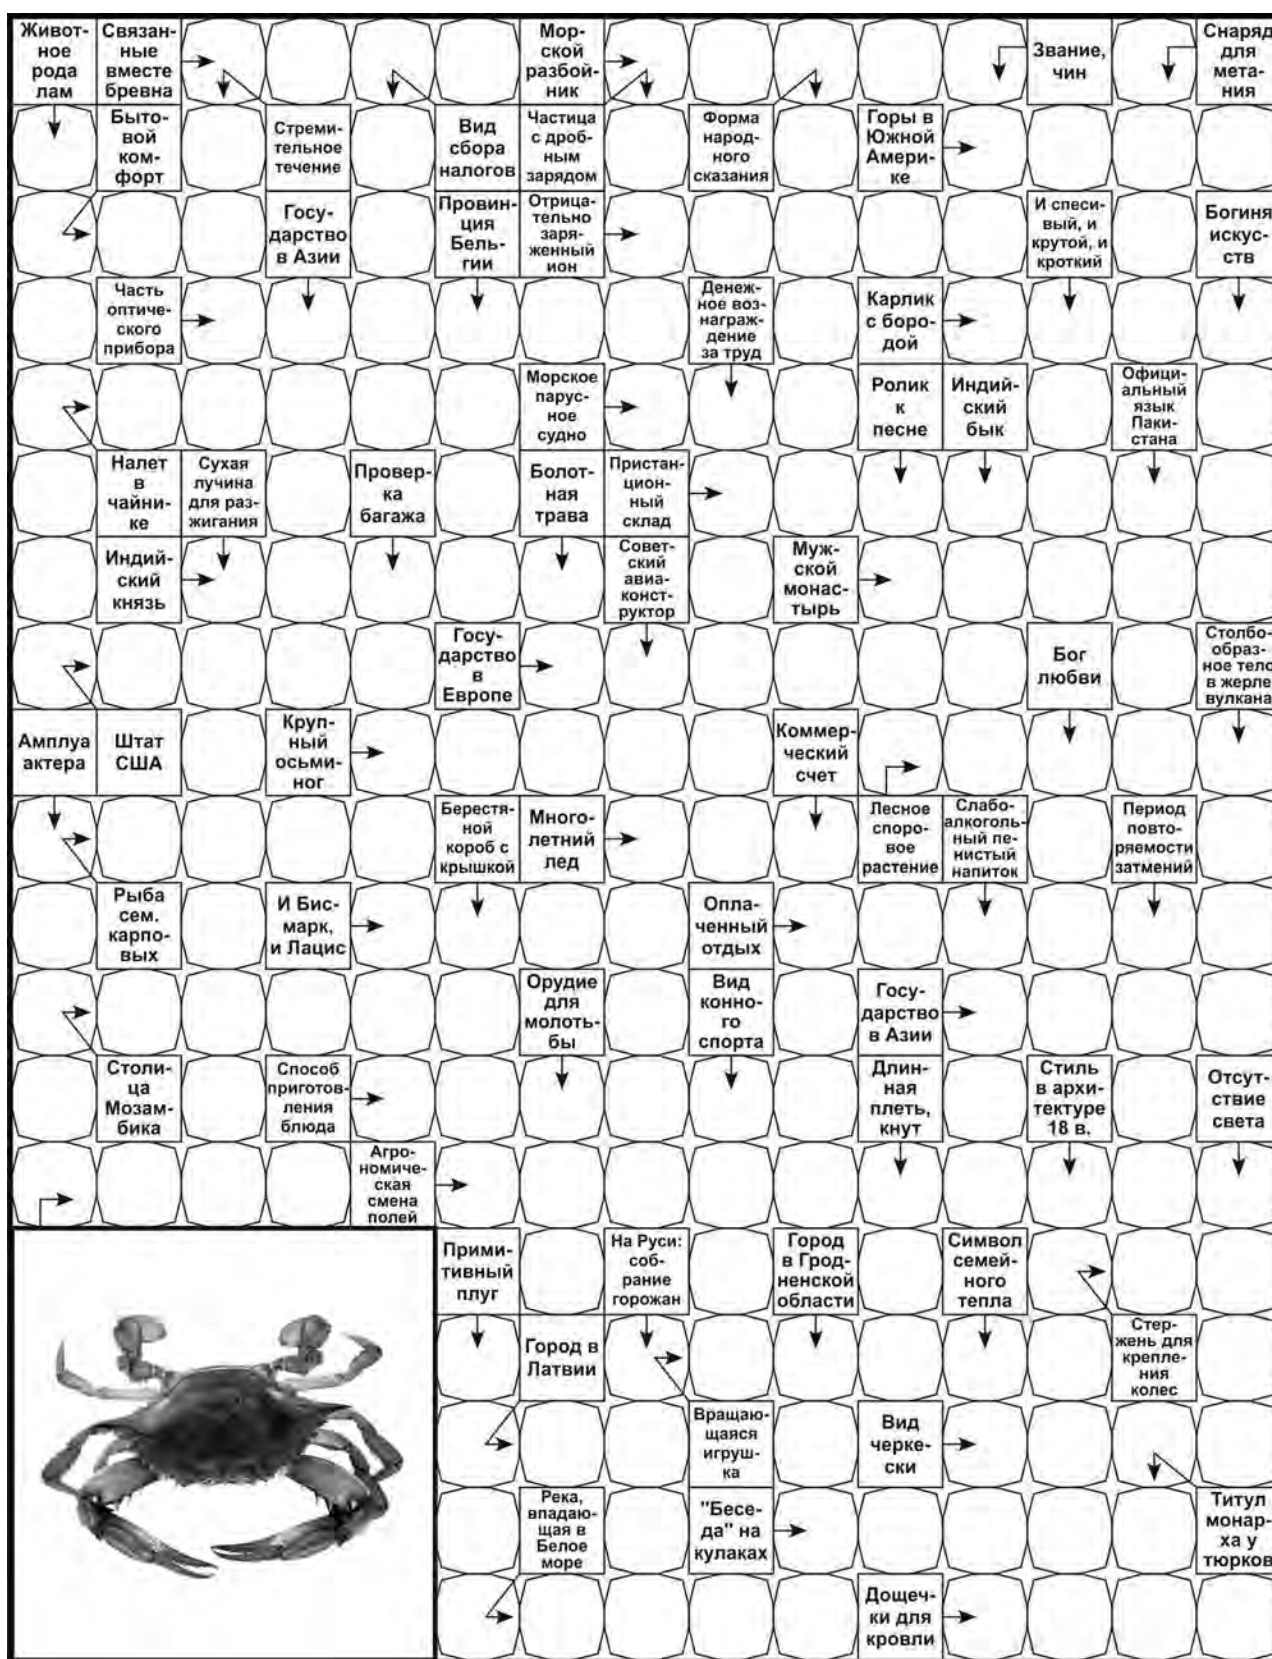 Живот-
ное
рода
лам
Связан-
ные
вместе
бревна
Мор-
ской
разбой-
ник
Звание,
чин
Снаряд
для
мета-
ния
Быто-
вой
ком-
форт
Стреми-
тельное
течение
Вид
сбора
налогов
Частица
с дроб-
ным
зарядом
Форма
народ-
ного
сказания
Горы в
Южной
Амери-
ке
Госу-
дарство
в Азии
Провин-
ция
Бель-
гии
Отрица-
тельно
заря-
женный
ион
И спеси-
вый, и
крутой, и
кроткий
Богиня
искус-
ств
Часть
оптиче-
ского
прибора
Денеж-
ное воз-
награж-
дение
за труд
Карлик
с боро-
дой
Морское
парус-
ное
судно
Ролик
к
песне
Индий-
ский
бык
Офици-
альный
язык
Паки-
стана
Налет
в
чайни-
ке
Сухая
лучина
для раз-
жигания
Провер-
ка
багажа
Болот-
ная
трава
Пристан-
ционн-
ный
склад
Индий-
ский
князь
Совет-
ский
авиа-
конст-
руктор
Муж-
ской
монас-
тырь
Госу-
дарство
в
Европе
Бог
любви
Столбо-
образ-
ное тело
в жерле
вулкана
Амплуа
актера
Штат
США
Круп-
ный
осьми-
ног
Коммер-
ческий
счет
Берестя-
ной
короб с
крышкой
Много-
летний
лед
Лесное
споро-
вое
растение
Слабо-
алкоголь-
ный пе-
нистый
напиток
Период
повто-
ряемости
затмений
Рыба
сем.
карпо-
вых
И Бис-
марк,
и Лацис
Опла-
ченный
отдых
Орудие
для
молоть-
бы
Вид
конно-
го
спорта
Госу-
дарство
в Азии
Столи-
ца
Мозам-
бика
Способ
приготов-
ления
блюда
Длин-
ная
плеть,
кнут
Стиль
в архи-
тектуре
18 в.
Отсут-
ствие
света
Агро-
номиче-
ская
смена
полей
Прими-
тивный
плуг
На Руси:
соб-
рание
горожан
Город
в Грод-
ненской
области
Символ
семей-
ного
тепла
Город в
Латвии
Стер-
жень для
крепле-
ния
колес
Вращаю-
щаяся
игруш-
ка
Вид
черке-
ски
Река,
впадаю-
щая в
Белое
море
"Бесе-
да" на
кулаках
Титул
монар-
ха у
тюрков
Дощеч-
ки для
кровли